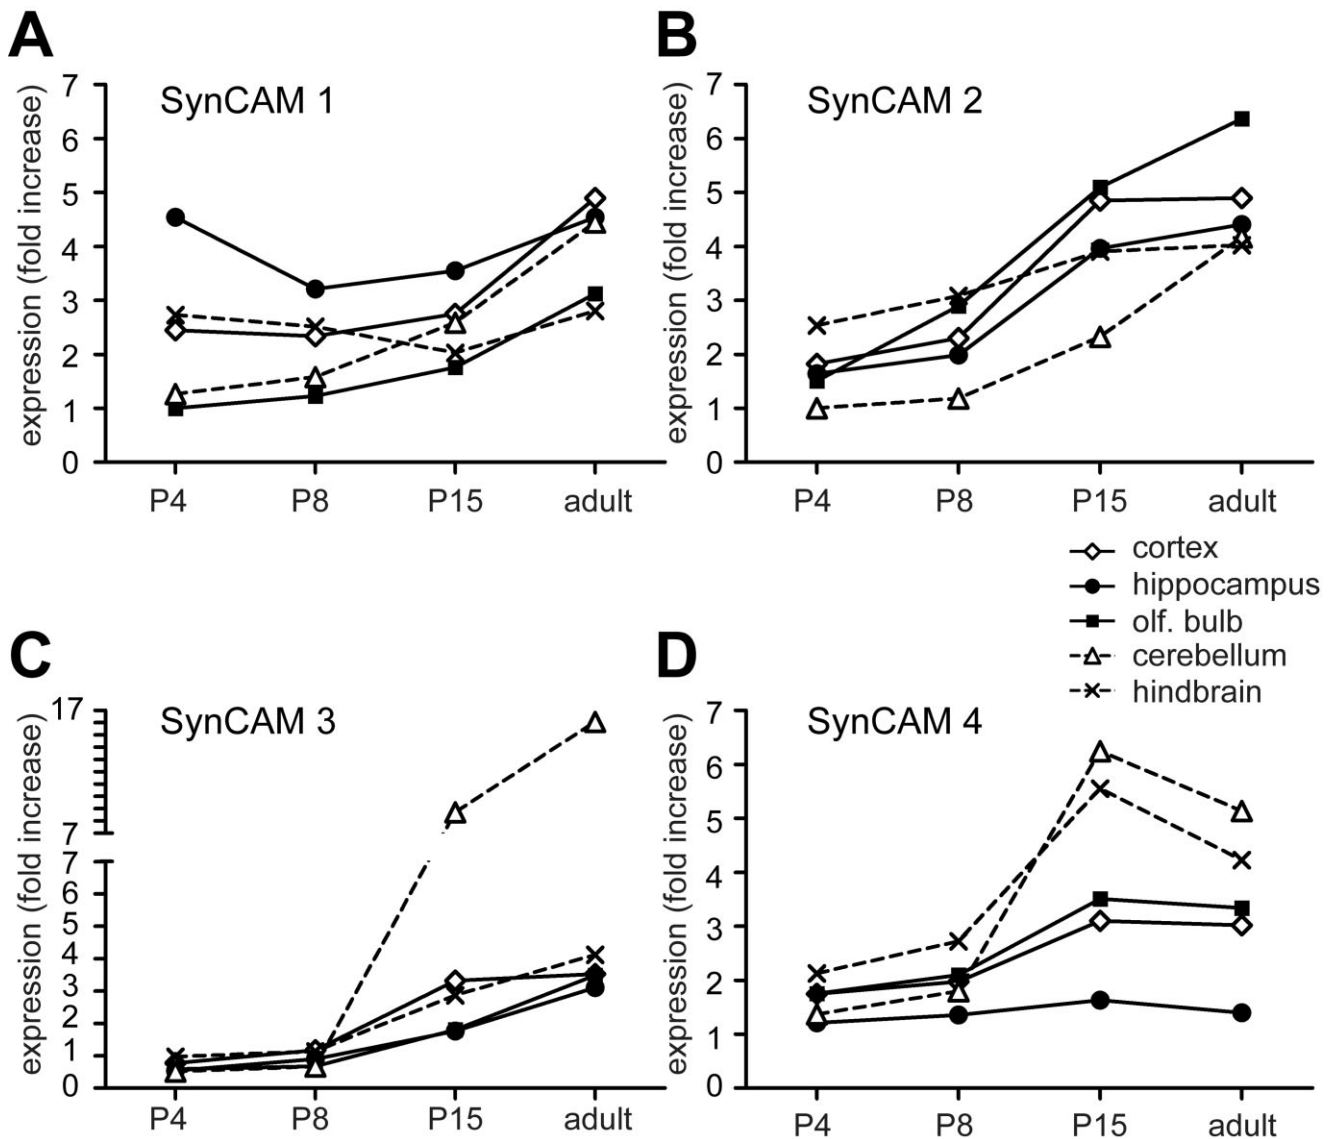 A
SynCAM 1
expression (fold increase)
7
6
5
4
3
2
1
0
P4 P8 P15 adult
B
SynCAM 2
expression (fold increase)
7
6
5
4
3
2
1
0
P4 P8 P15 adult
cortex
hippocampus
olf. bulb
cerebellum
hindbrain
C
SynCAM 3
expression (fold increase)
17
7
7
6
5
4
3
2
1
0
P4 P8 P15 adult
D
SynCAM 4
expression (fold increase)
7
6
5
4
3
2
1
0
P4 P8 P15 adult